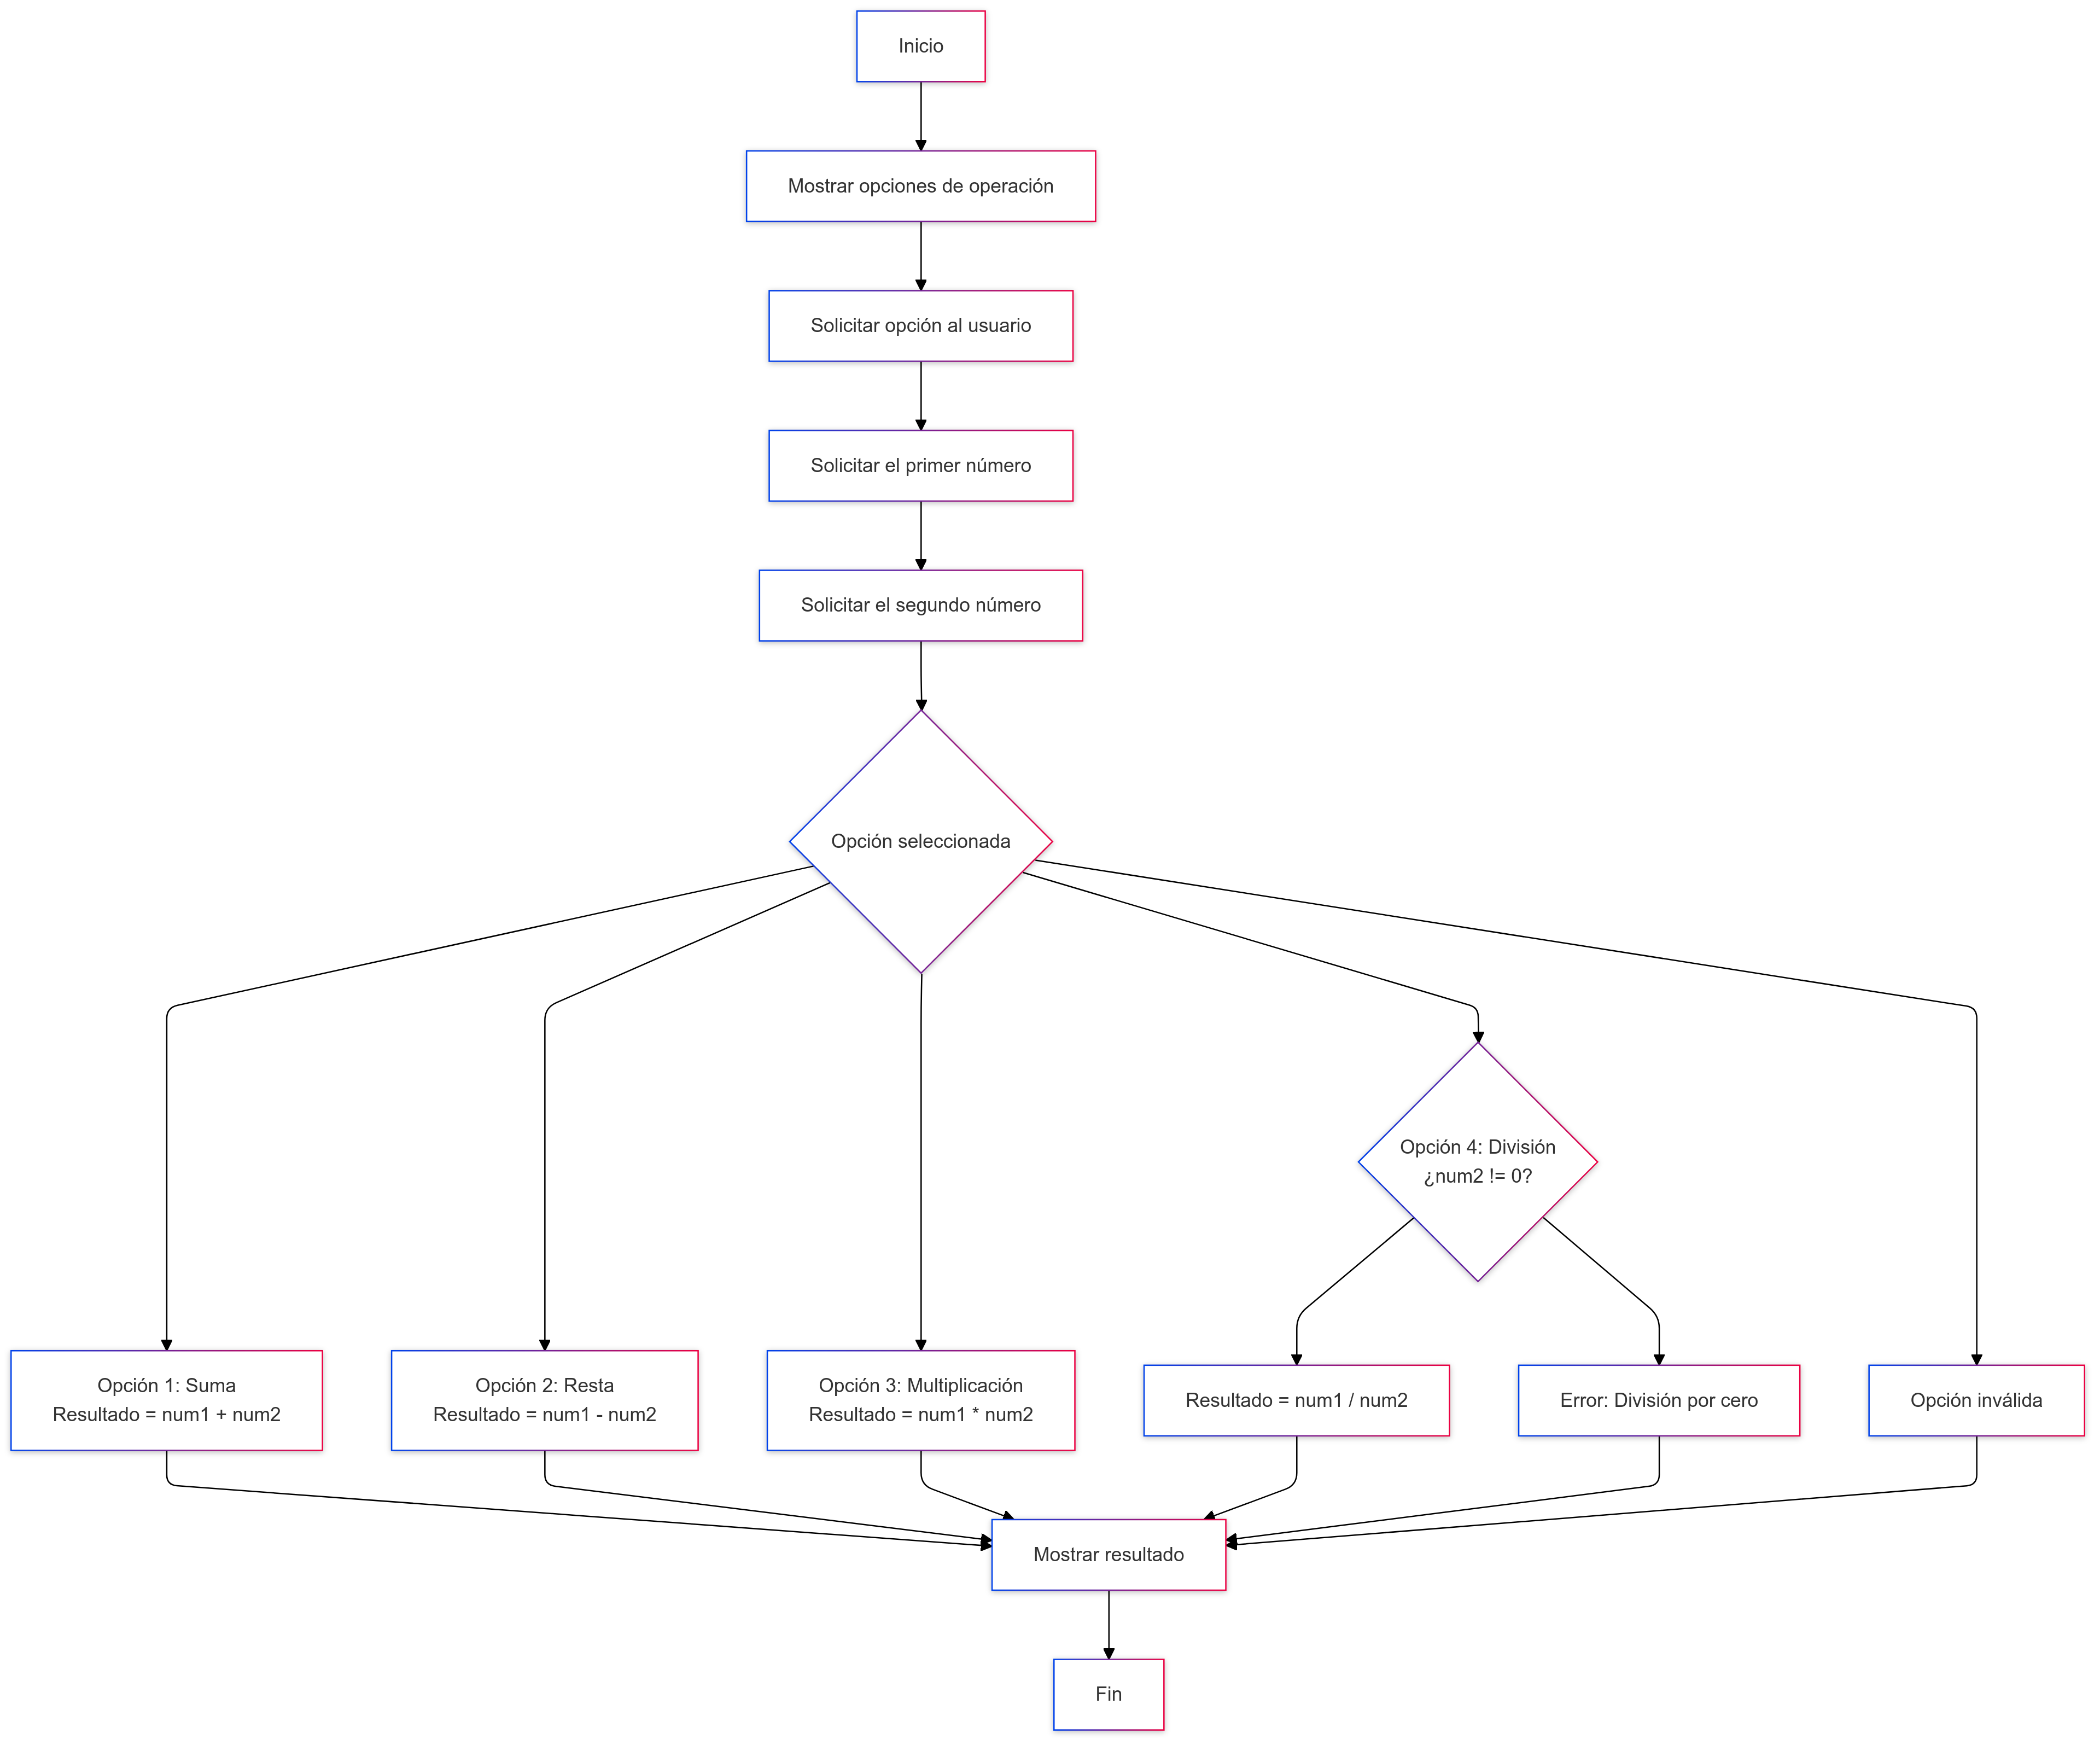 Inicio
Mostrar opciones de operación
Solicitar opción al usuario
Solicitar el primer número
Solicitar el segundo número
Opción seleccionada
Opción 4: División
¿num2 != 0?
Opción 1: Suma
Resultado = num1 + num2
Opción 2: Resta
Resultado = num1 - num2
Opción 3: Multiplicación
Resultado = num1 * num2
Resultado = num1 / num2
Error: División por cero
Opción inválida
Mostrar resultado
Fin